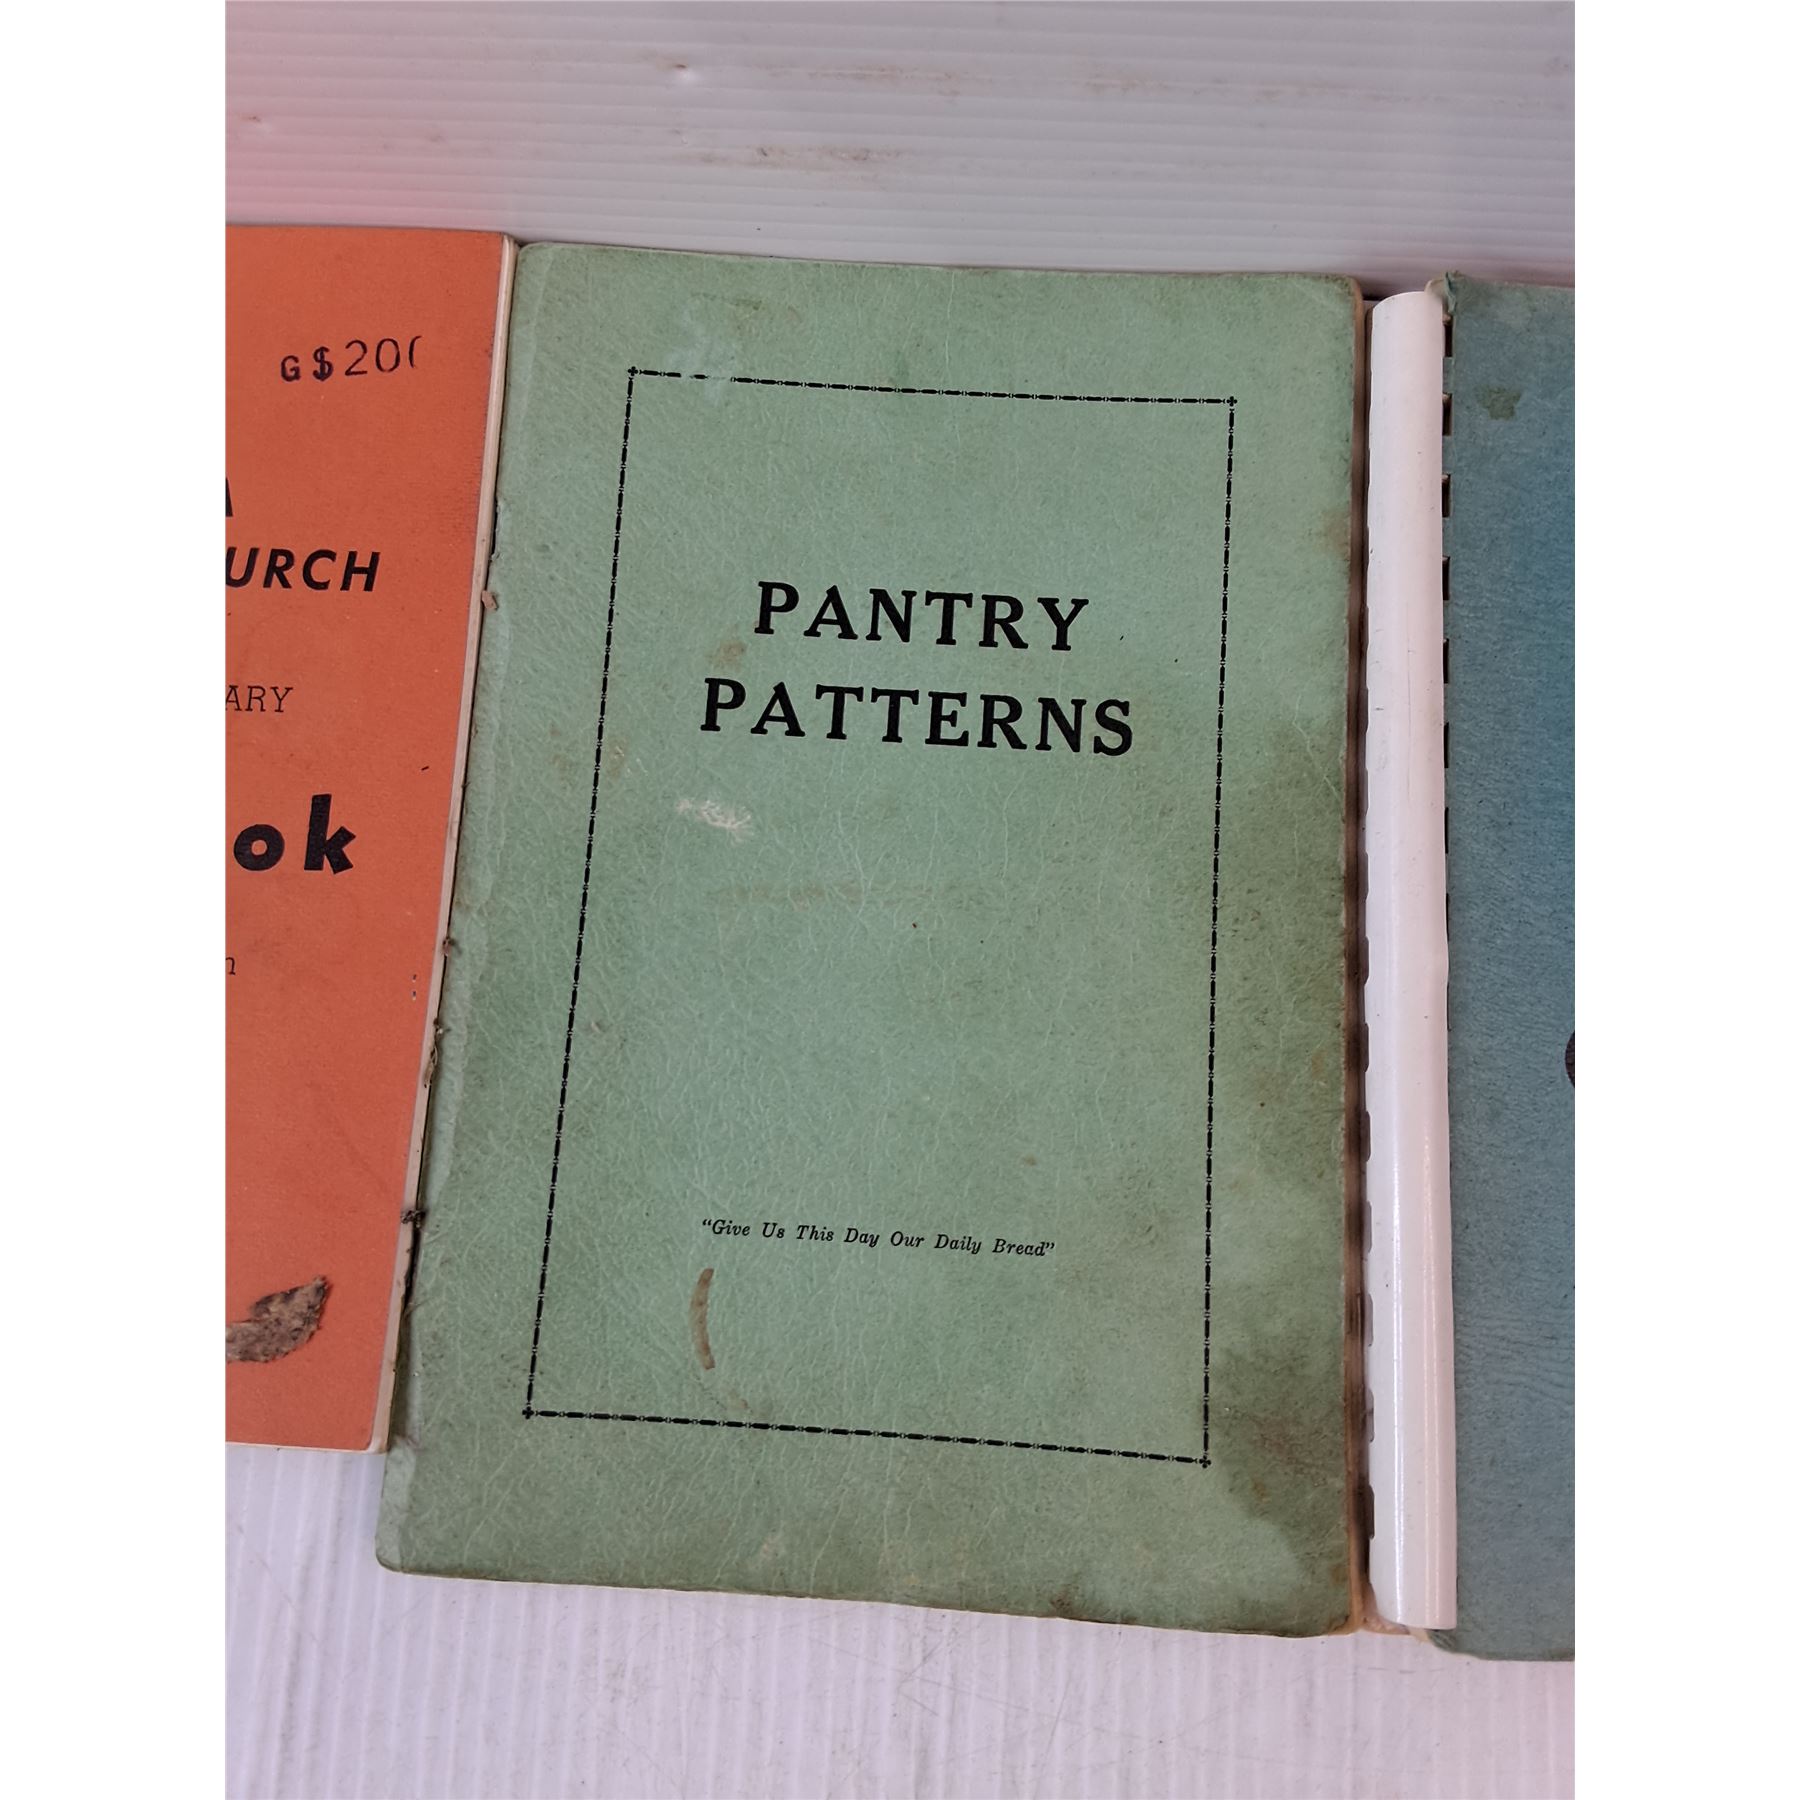 G $200
URCH
ARY
ok
PANTRY
PATTERNS
"Give Us This Day Our Daily Bread"